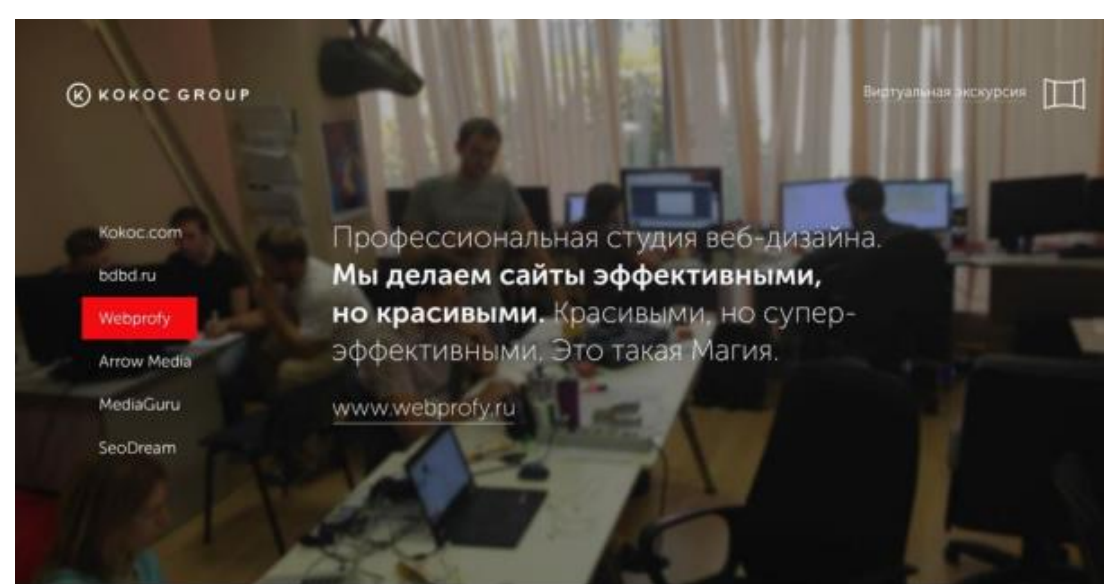 KOKOC GROUP
Виртуальная экскурсия
Kokoc.com
bdbd.ru
Webprofy
Arrow Media
MediaGuru
SeoDream
Профессиональная студия веб-дизайна.
Мы делаем сайты эффективными,
но красивыми. Красивыми, но супер-
эффективными. Это такая Магия.
www.webprofy.ru